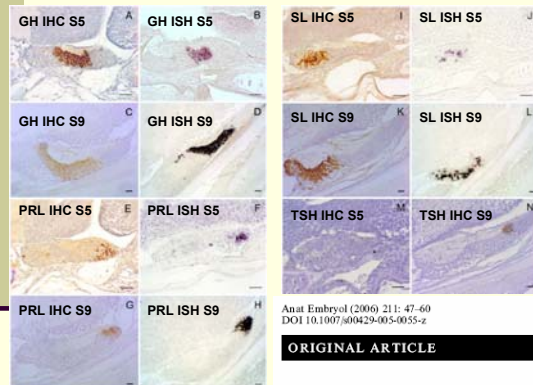 GH IHC S5
A
GH ISH S5
B
GH IHC S9
C
GH ISH S9
D
PRL IHC S5
E
PRL ISH S5
F
PRL IHC S9
G
PRL ISH S9
H
SL IHC S5
I
SL ISH S5
J
SL IHC S9
K
SL ISH S9
L
TSH IHC S5
M
TSH IHC S9
N
Anat Embryol (2006) 211: 47–60
DOI 10.1007/s00429-005-0055-z
ORIGINAL ARTICLE